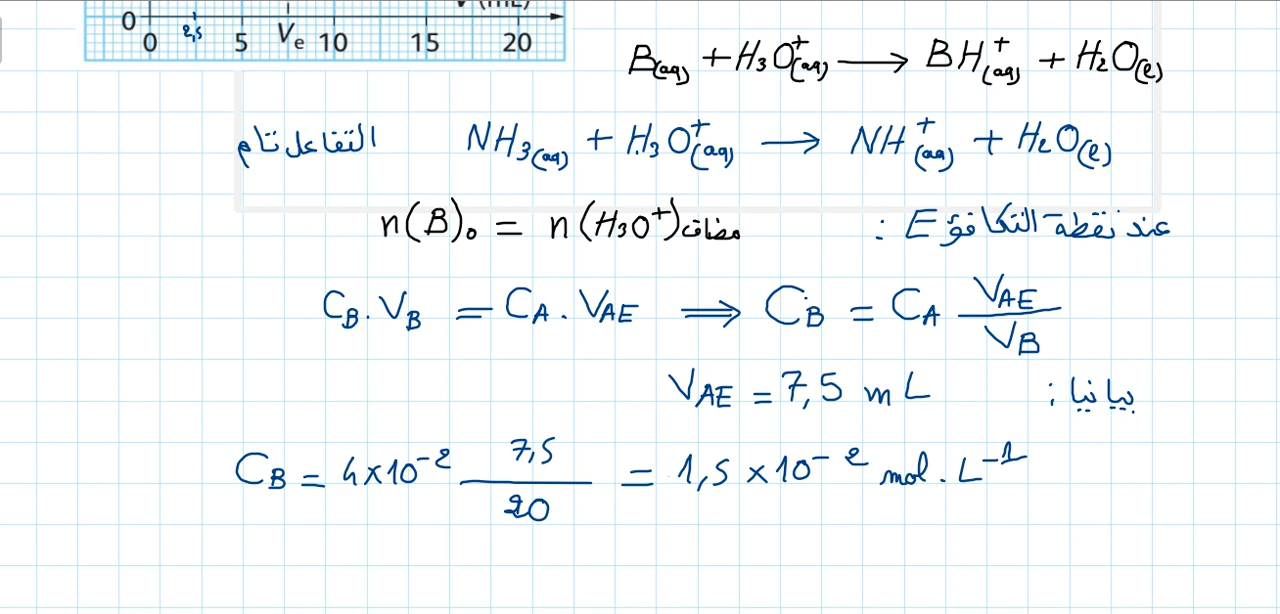 V (mL)
0
0 2,5 5 Ve 10 15 20
B(aq) + H3O+(aq) ⟶ BH+(aq) + H2O(l)
التفاعل تام NH3(aq) + H3O+(aq) ⟶ NH+(aq) + H2O(l)
عند نقطة التكافؤ E : n(B)0 = n(H3O+)مضاف
CB . VB = CA . VAE ⟹ CB = CA VAE/VB
بيانيا : VAE = 7,5 mL
CB = 4×10^-2 7,5/20 = 1,5 ×10^-2 mol . L^-1